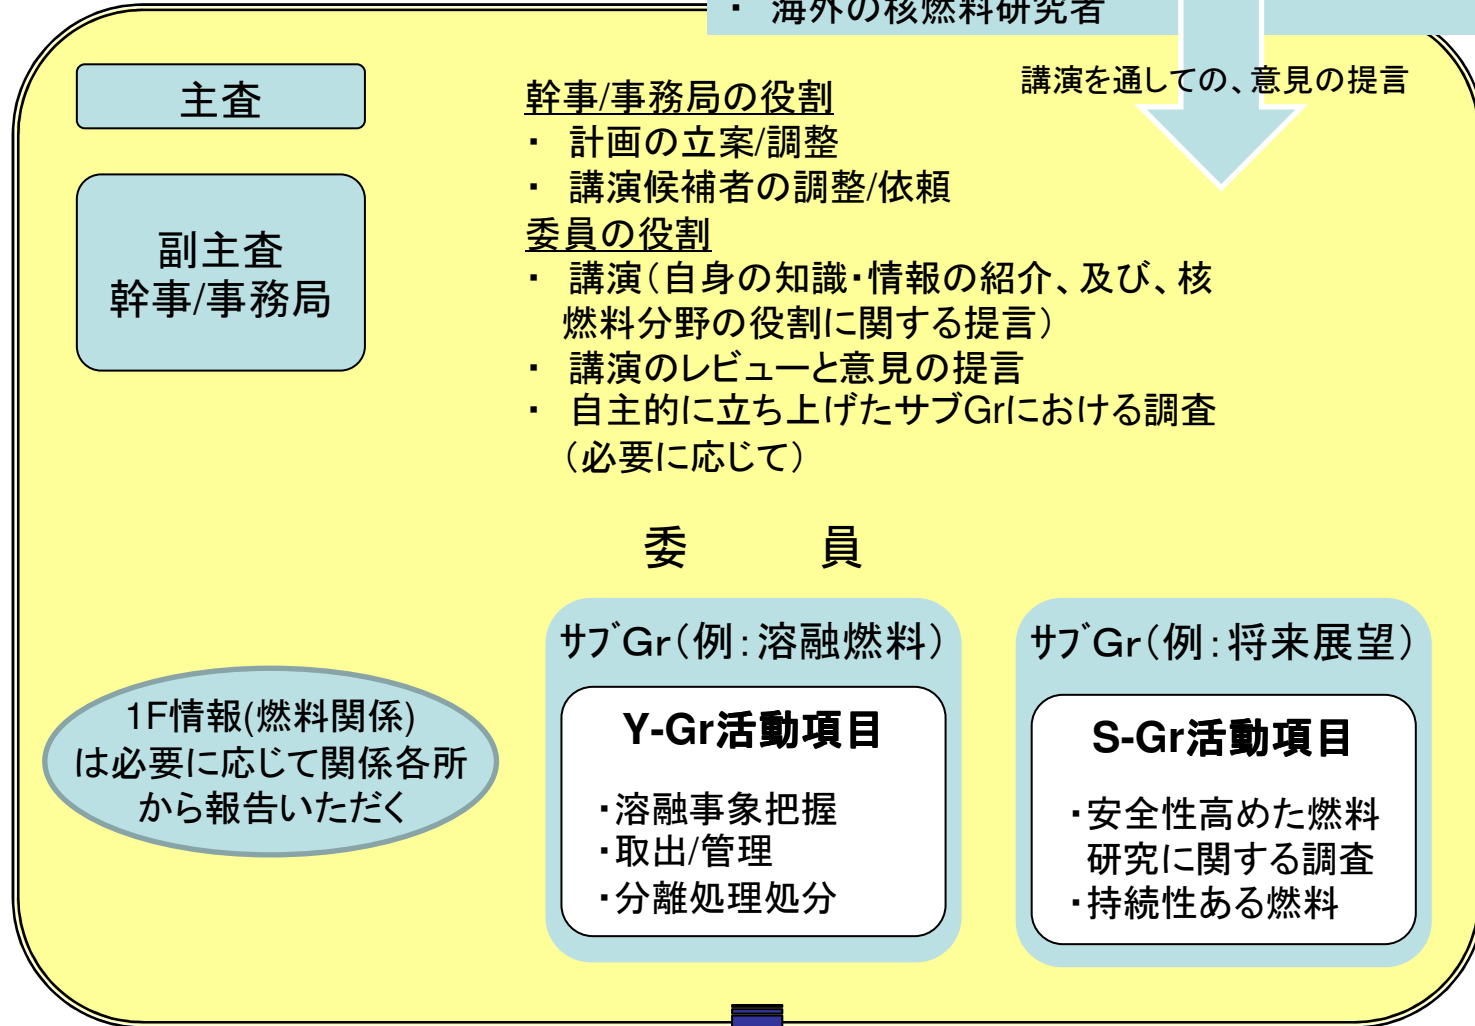 ・ 海外の核燃料研究者
講演を通しての、意見の提言
主査
副主査
幹事/事務局
幹事/事務局の役割
・ 計画の立案/調整
・ 講演候補者の調整/依頼
委員の役割
・ 講演（自身の知識・情報の紹介、及び、核
燃料分野の役割に関する提言）
・ 講演のレビューと意見の提言
・ 自主的に立ち上げたサブGrにおける調査
（必要に応じて）
委 員
1F情報(燃料関係)
は必要に応じて関係各所
から報告いただく
ｻﾌﾞGr（例：溶融燃料）
Y-Gr活動項目
・溶融事象把握
・取出/管理
・分離処理処分
ｻﾌﾞGr（例：将来展望）
S-Gr活動項目
・安全性高めた燃料
研究に関する調査
・持続性ある燃料